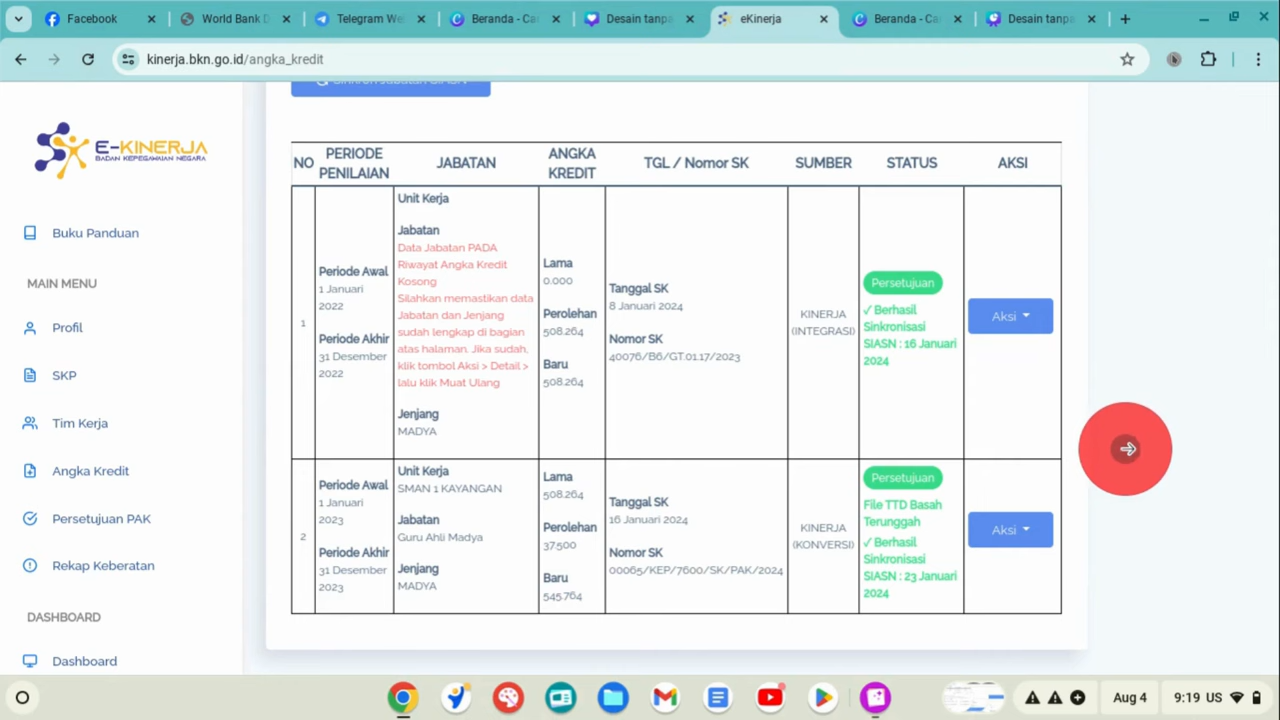 Facebook
World Bank D
Telegram We
Beranda - Ca
Desain tanpa
eKinerja
Beranda - Ca
Desain tanpa
kinerja.bkn.go.id/angka_kredit
E-KINERJA
BADAN KEPEGAWAIAN NEGARA
Buku Panduan
MAIN MENU
Profil
SKP
Tim Kerja
Angka Kredit
Persetujuan PAK
Rekap Keberatan
DASHBOARD
Dashboard
NO
PERIODE
PENILAIAN
JABATAN
ANGKA
KREDIT
TGL / Nomor SK
SUMBER
STATUS
AKSI
1
Periode Awal
1 Januari
2022
Periode Akhir
31 Desember
2022
Unit Kerja
Jabatan
Data Jabatan PADA
Riwayat Angka Kredit
Kosong
Silahkan memastikan data
Jabatan dan Jenjang
sudah lengkap di bagian
atas halaman. Jika sudah,
klik tombol Aksi > Detail >
lalu klik Muat Ulang
Jenjang
MADYA
Lama
0.000
Perolehan
508.264
Baru
508.264
Tanggal SK
8 Januari 2024
Nomor SK
40076/B6/GT.01.17/2023
KINERJA
(INTEGRASI)
Persetujuan
✓ Berhasil
Sinkronisasi
SIASN : 16 Januari
2024
Aksi
2
Periode Awal
1 Januari
2023
Periode Akhir
31 Desember
2023
Unit Kerja
SMAN 1 KAYANGAN
Jabatan
Guru Ahli Madya
Jenjang
MADYA
Lama
508.264
Perolehan
37.500
Baru
545.764
Tanggal SK
16 Januari 2024
Nomor SK
00065/KEP/7600/SK/PAK/2024
KINERJA
(KONVERSI)
Persetujuan
File TTD Basah
Terunggah
✓ Berhasil
Sinkronisasi
SIASN : 23 Januari
2024
Aksi
Aug 4
9:19 US